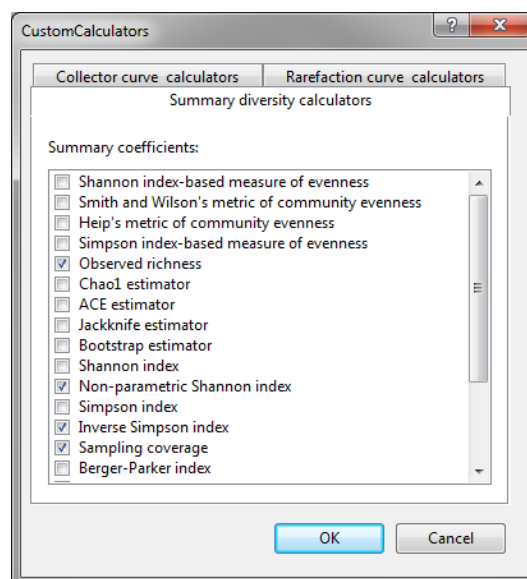 CustomCalculators
?
Collector curve calculators
Rarefaction curve calculators
Summary diversity calculators
Summary coefficients:
Shannon index-based measure of evenness
Smith and Wilson's metric of community evenness
Heip's metric of community evenness
Simpson index-based measure of evenness
Observed richness
Chao1 estimator
ACE estimator
Jackknife estimator
Bootstrap estimator
Shannon index
Non-parametric Shannon index
Simpson index
Inverse Simpson index
Sampling coverage
Berger-Parker index
OK
Cancel